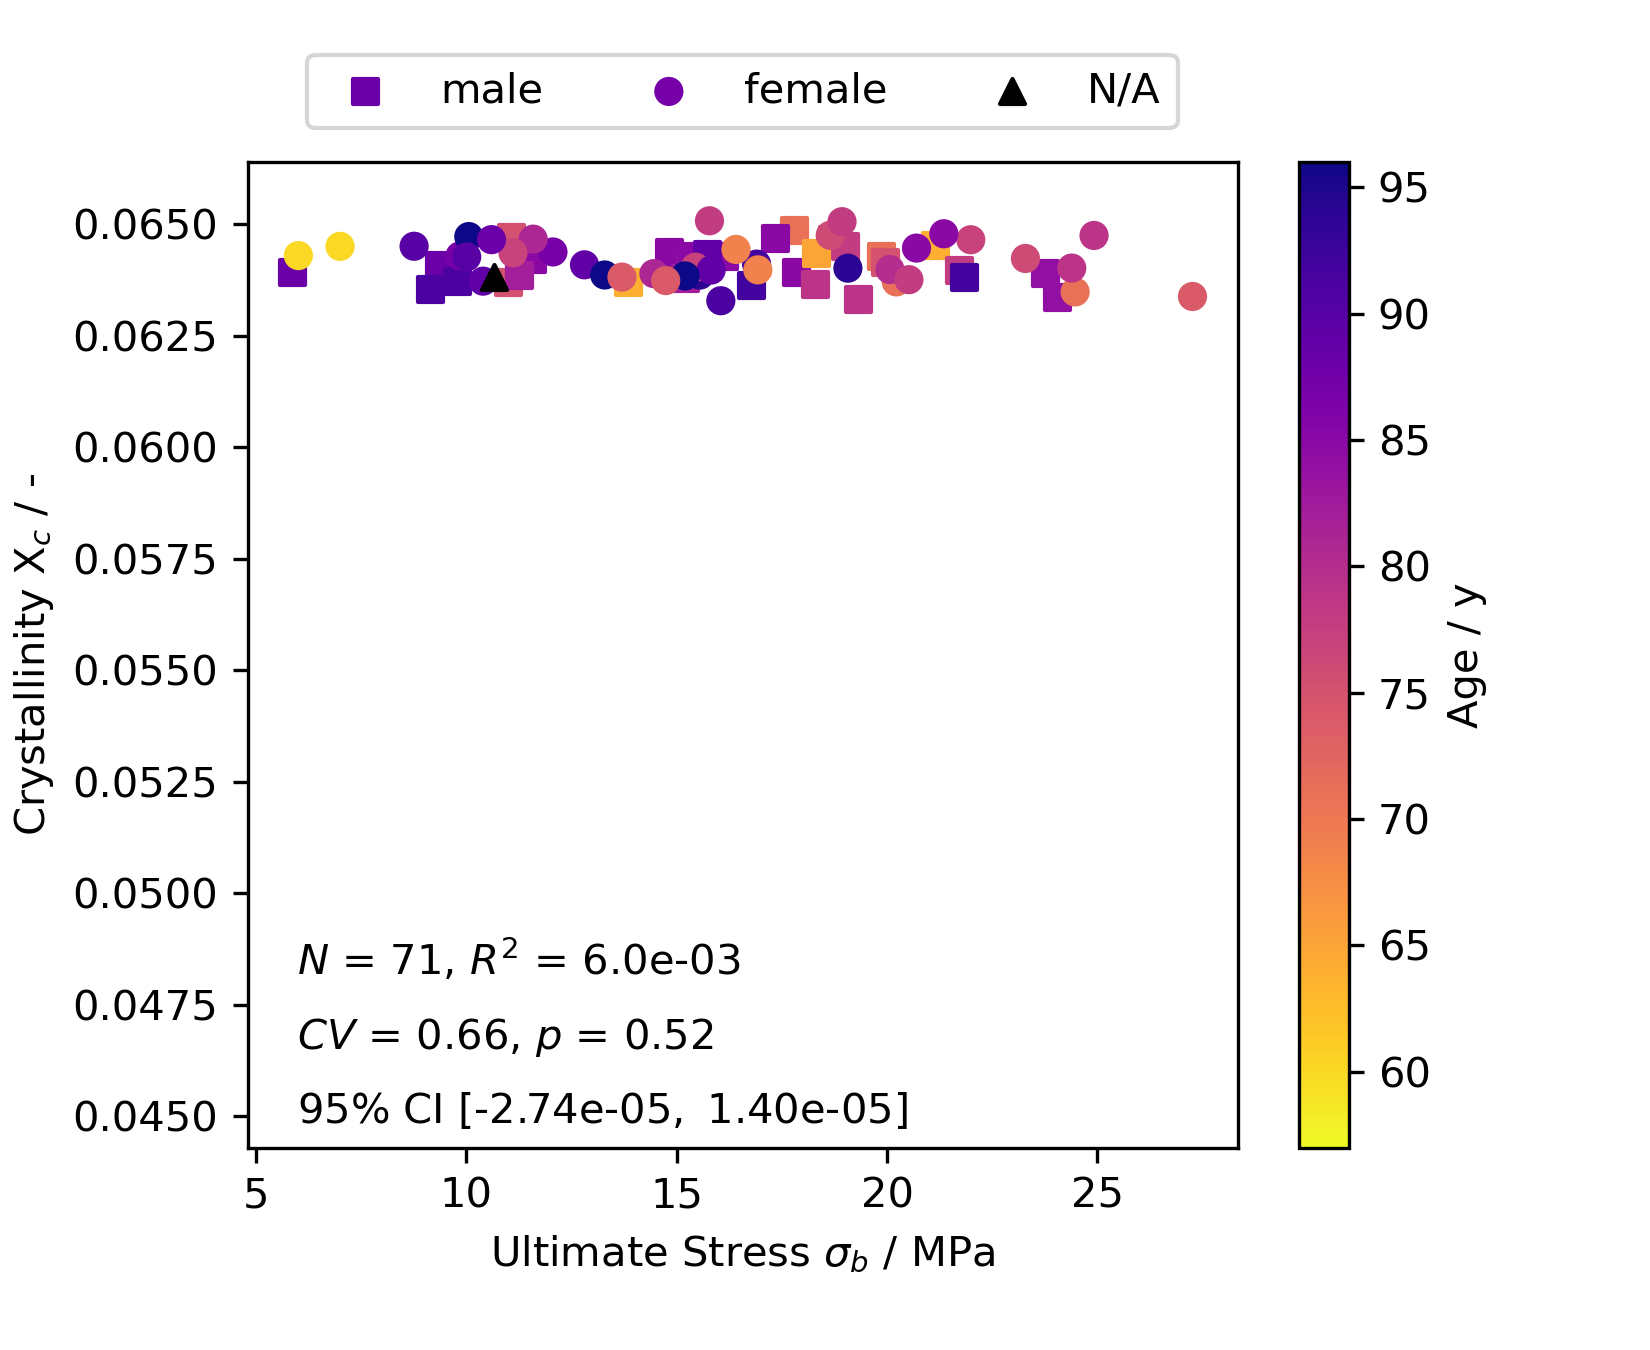 male female N/A
0.0650
0.0625
0.0600
0.0575
0.0550
0.0525
0.0500
0.0475
0.0450
Crystallinity X_c / -
N = 71, R² = 6.0e-03
CV = 0.66, p = 0.52
95% CI [-2.74e-05, 1.40e-05]
5 10 15 20 25
Ultimate Stress σ_b / MPa
95
90
85
80
75
70
65
60
Age / y